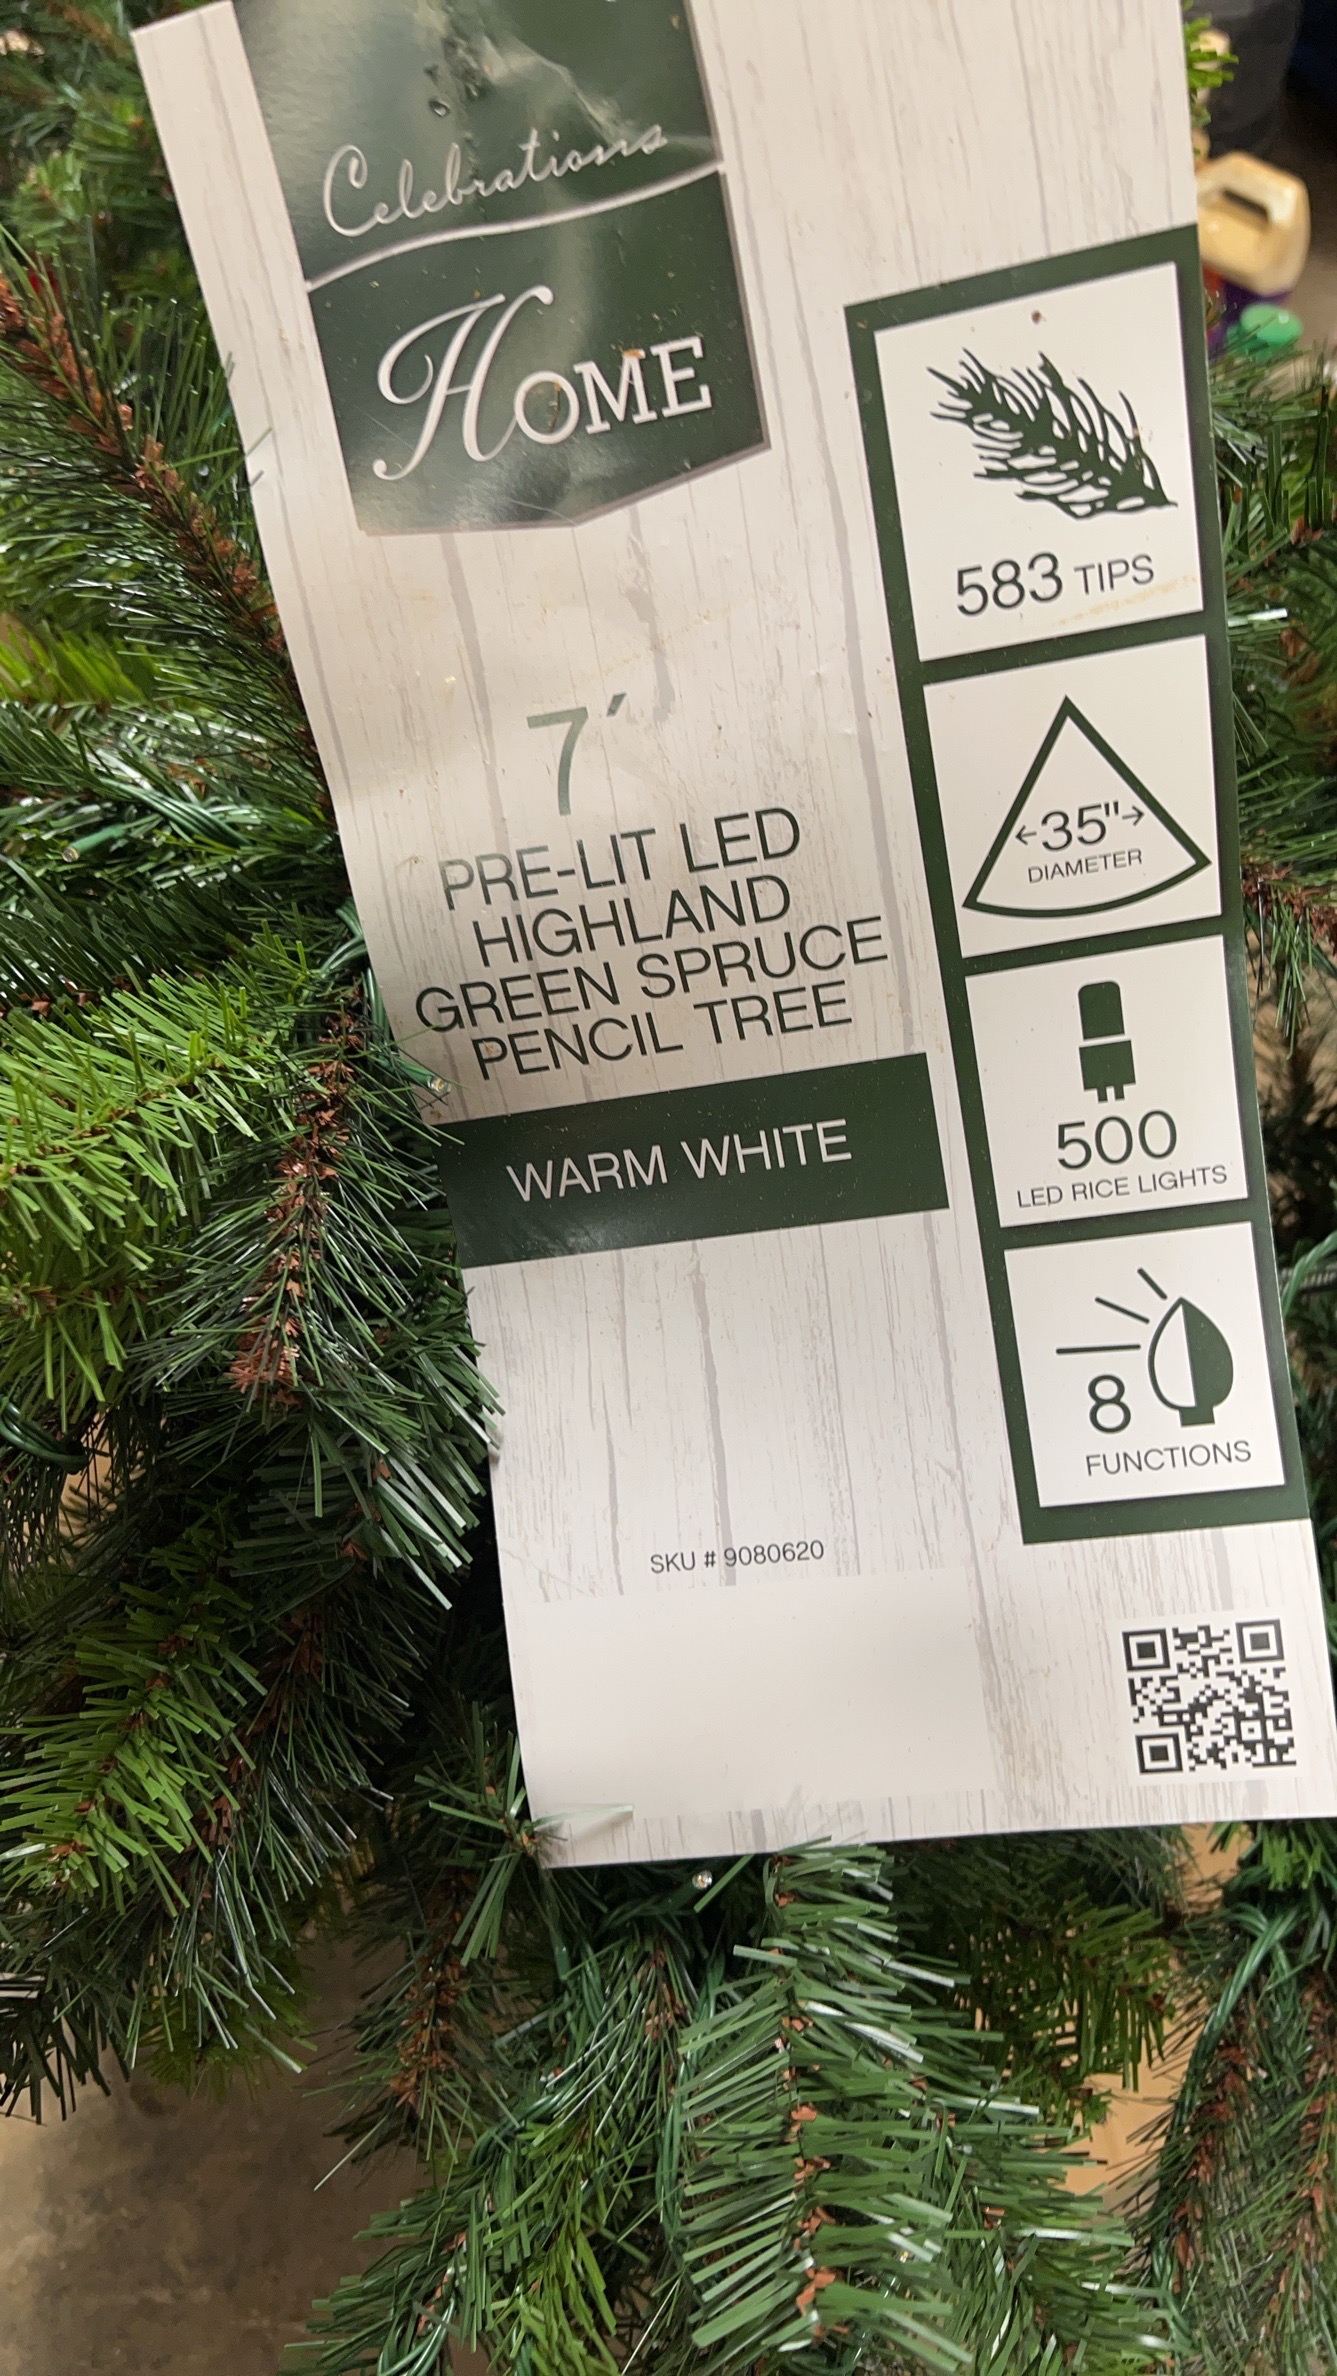 Celebrations
HOME
583 TIPS
7´
PRE-LIT LED
HIGHLAND
GREEN SPRUCE
PENCIL TREE
←35"→
DIAMETER
WARM WHITE
500
LED RICE LIGHTS
8
FUNCTIONS
SKU # 9080620